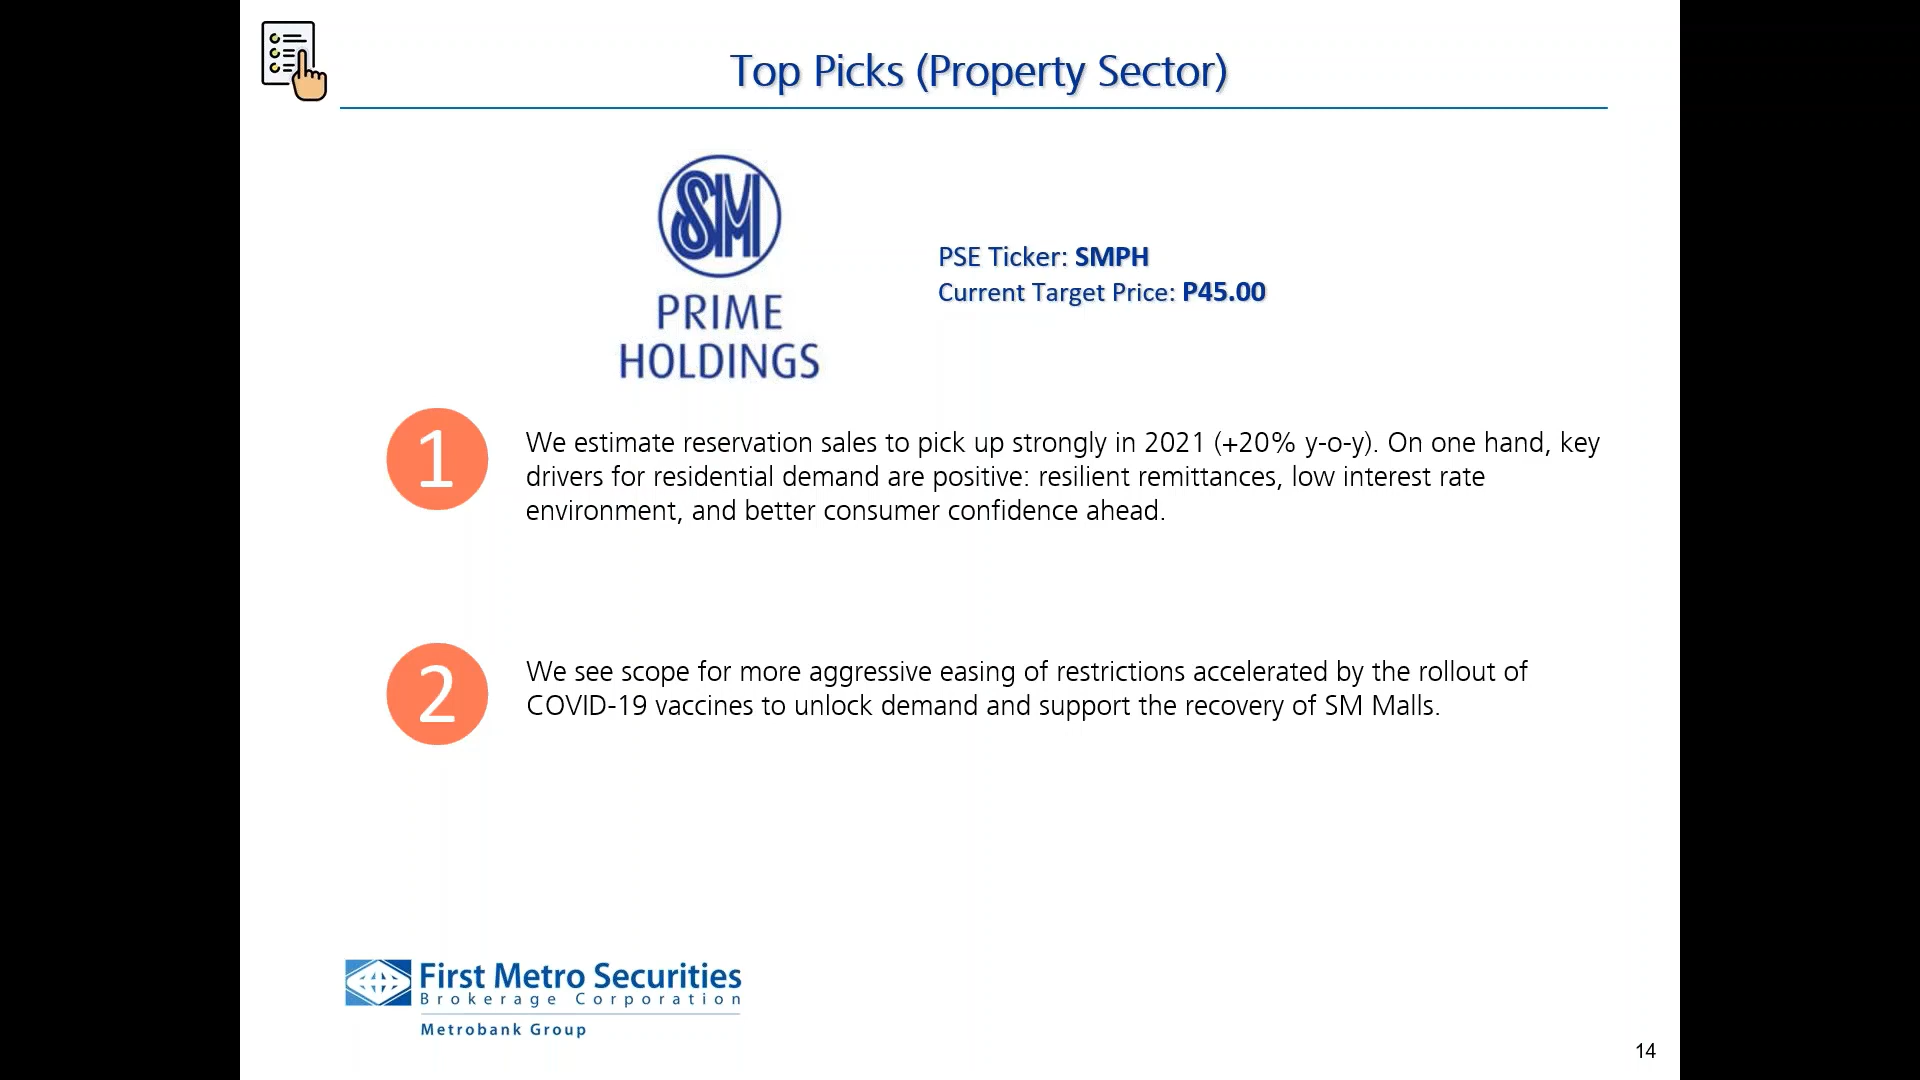 Top Picks (Property Sector)
SM
PRIME
HOLDINGS
PSE Ticker: SMPH
Current Target Price: P45.00
1
We estimate reservation sales to pick up strongly in 2021 (+20% y-o-y). On one hand, key
drivers for residential demand are positive: resilient remittances, low interest rate
environment, and better consumer confidence ahead.
2
We see scope for more aggressive easing of restrictions accelerated by the rollout of
COVID-19 vaccines to unlock demand and support the recovery of SM Malls.
First Metro Securities
Brokerage Corporation
Metrobank Group
14